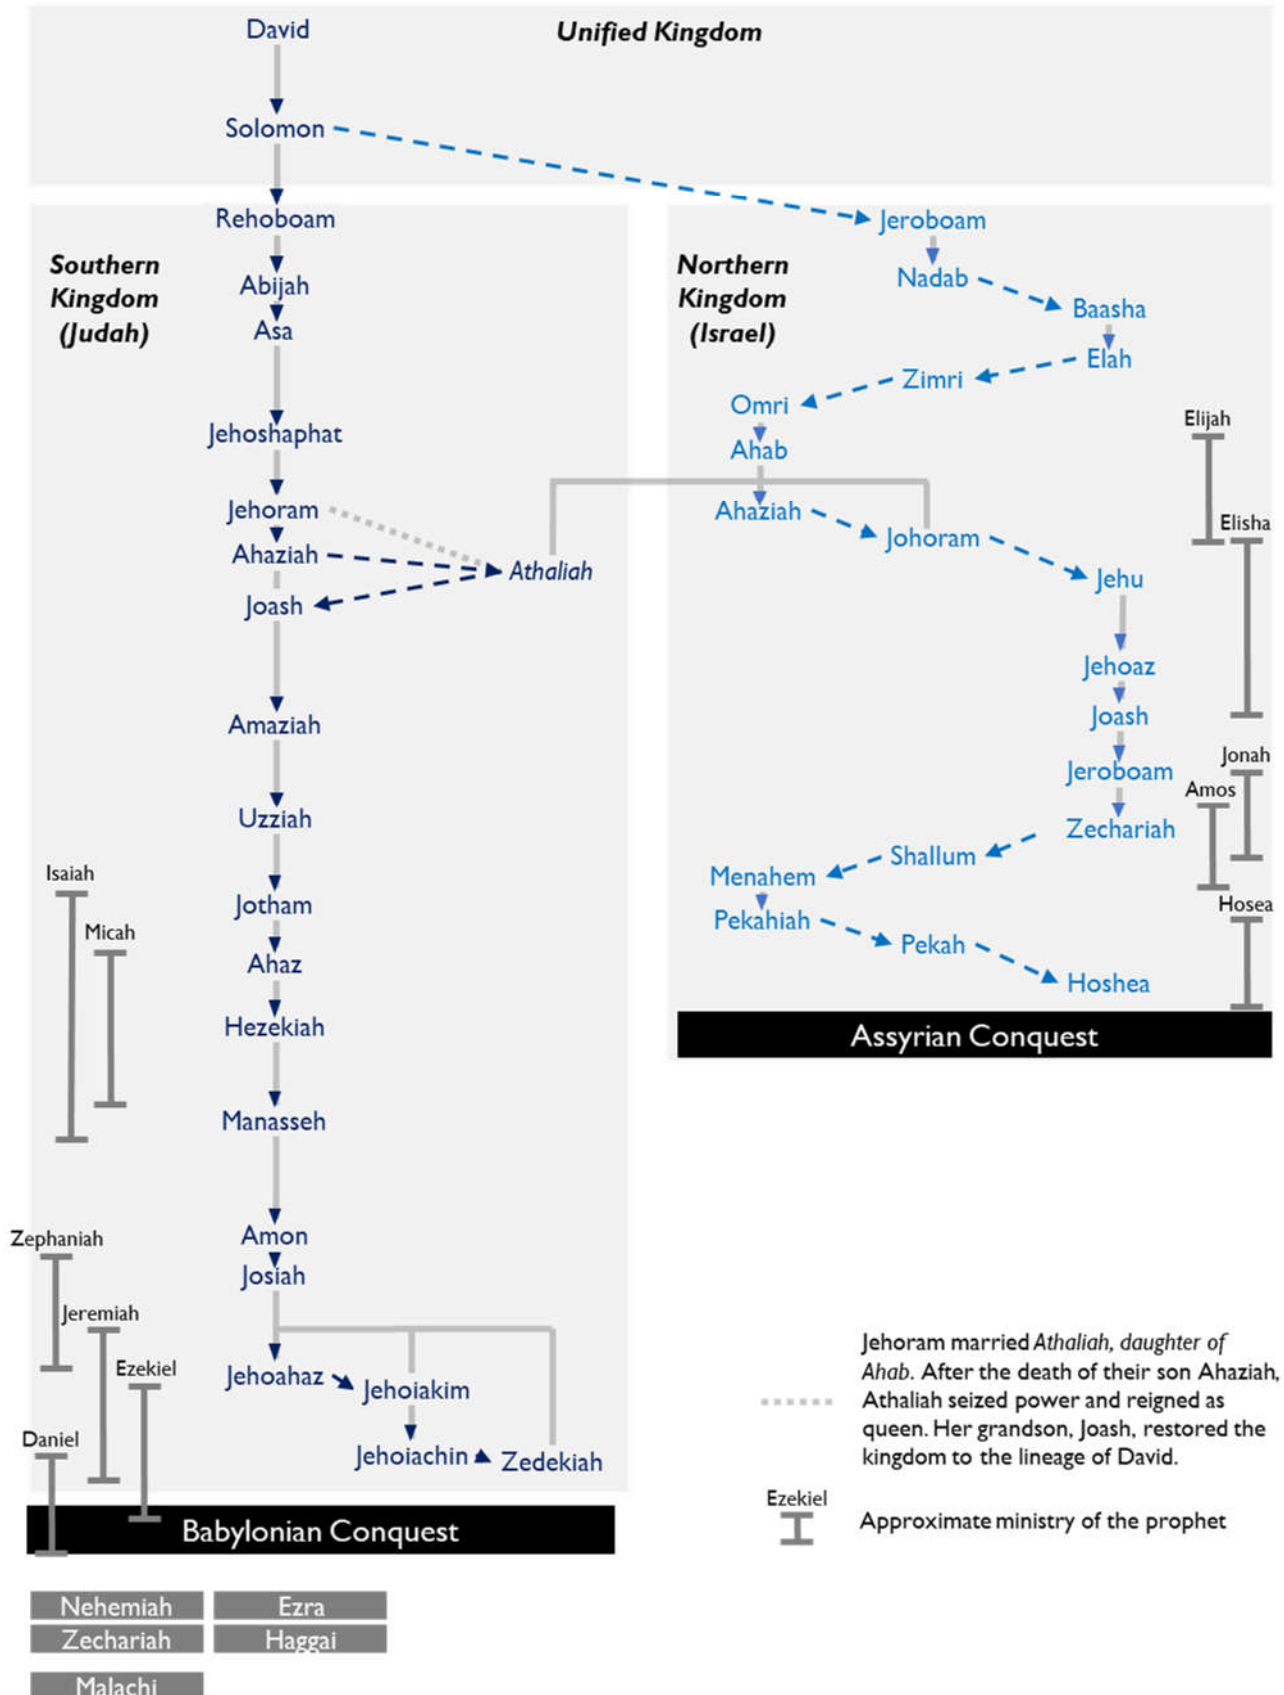 Unified Kingdom
David
Solomon
Southern
Kingdom
(Judah)
Rehoboam
Abijah
Asa
Jehoshaphat
Jehoram
Ahaziah
Athaliah
Joash
Amaziah
Uzziah
Isaiah
Jotham
Micah
Ahaz
Hezekiah
Manasseh
Amon
Zephaniah
Josiah
Jeremiah
Ezekiel
Jehoahaz
Jehoiakim
Daniel
Jehoiachin
Zedekiah
Babylonian Conquest
Nehemiah
Ezra
Zechariah
Haggai
Malachi
Northern
Kingdom
(Israel)
Jeroboam
Nadab
Baasha
Elah
Zimri
Omri
Elijah
Ahab
Ahaziah
Elisha
Johoram
Jehu
Jehoaz
Joash
Jonah
Jeroboam
Amos
Zechariah
Shallum
Menahem
Hosea
Pekahiah
Pekah
Hoshea
Assyrian Conquest
Jehoram married Athaliah, daughter of
Ahab. After the death of their son Ahaziah,
Athaliah seized power and reigned as
queen. Her grandson, Joash, restored the
kingdom to the lineage of David.
Ezekiel
Approximate ministry of the prophet